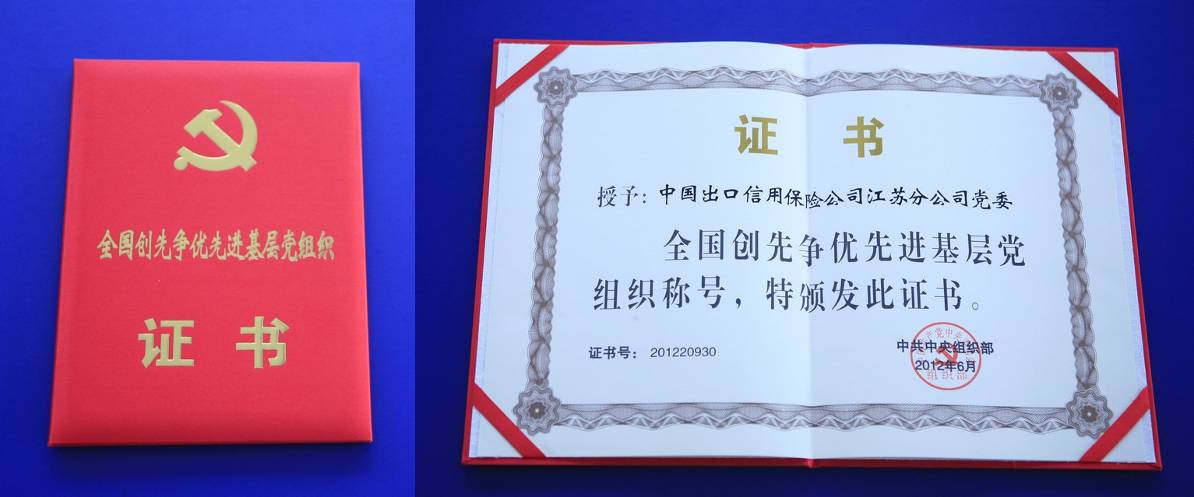 全国创先争优先进基层党组织
证 书
证 书
授予：中国出口信用保险公司江苏分公司党委
全国创先争优先进基层党
组织称号，特颁发此证书。
证书号： 201220930
中共中央组织部
2012年6月
组织部